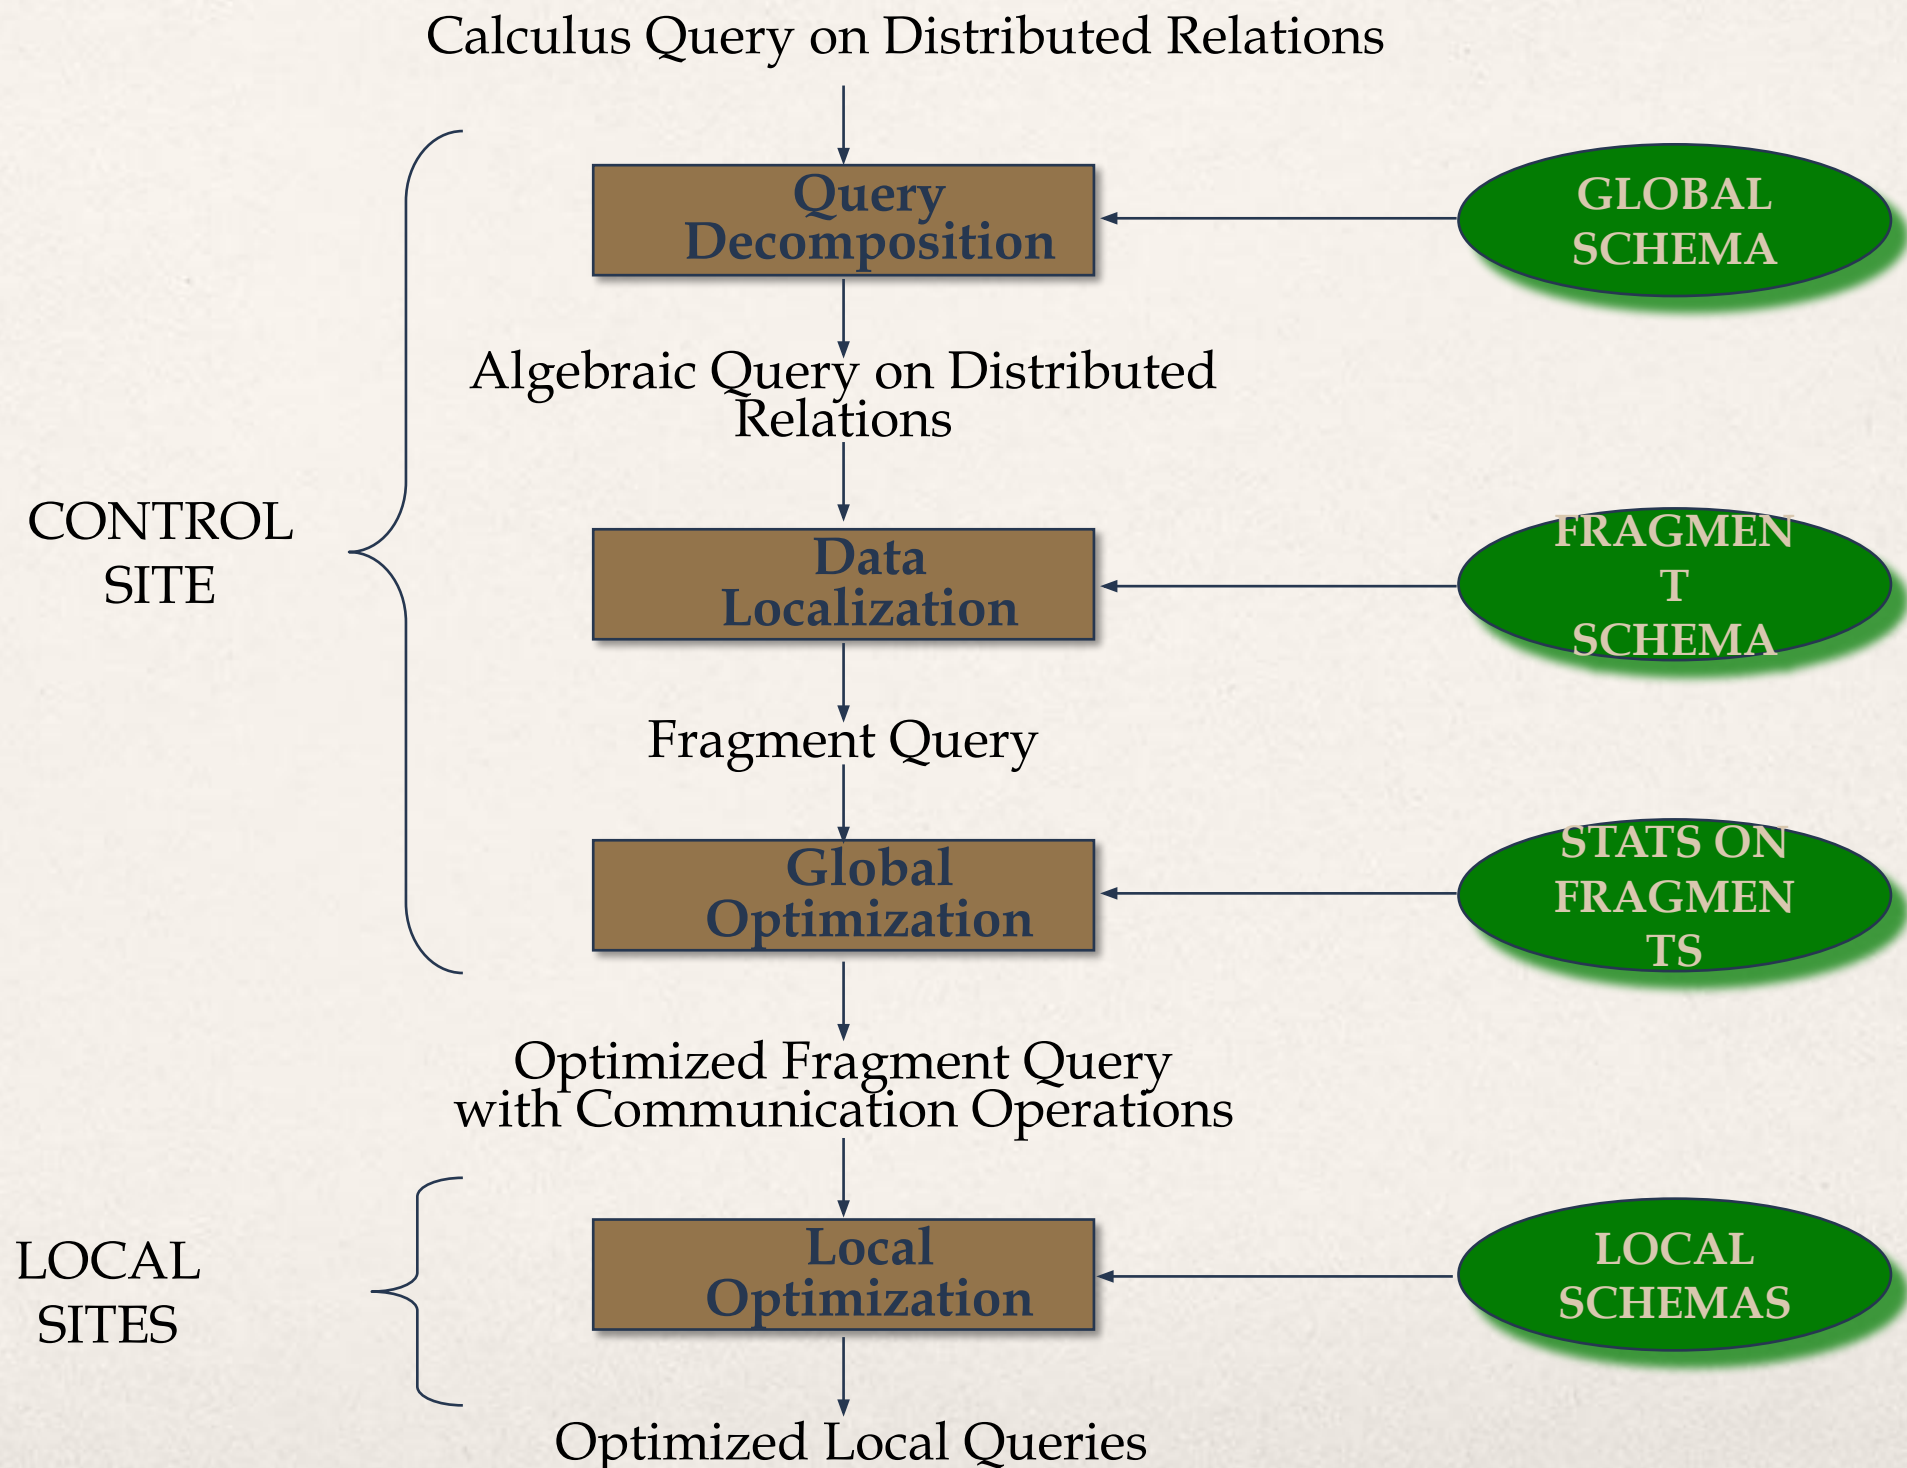 Calculus Query on Distributed Relations
Query
Decomposition
GLOBAL
SCHEMA
Algebraic Query on Distributed
Relations
CONTROL
SITE
Data
Localization
FRAGMEN
T
SCHEMA
Fragment Query
Global
Optimization
STATS ON
FRAGMEN
TS
Optimized Fragment Query
with Communication Operations
LOCAL
SITES
Local
Optimization
LOCAL
SCHEMAS
Optimized Local Queries